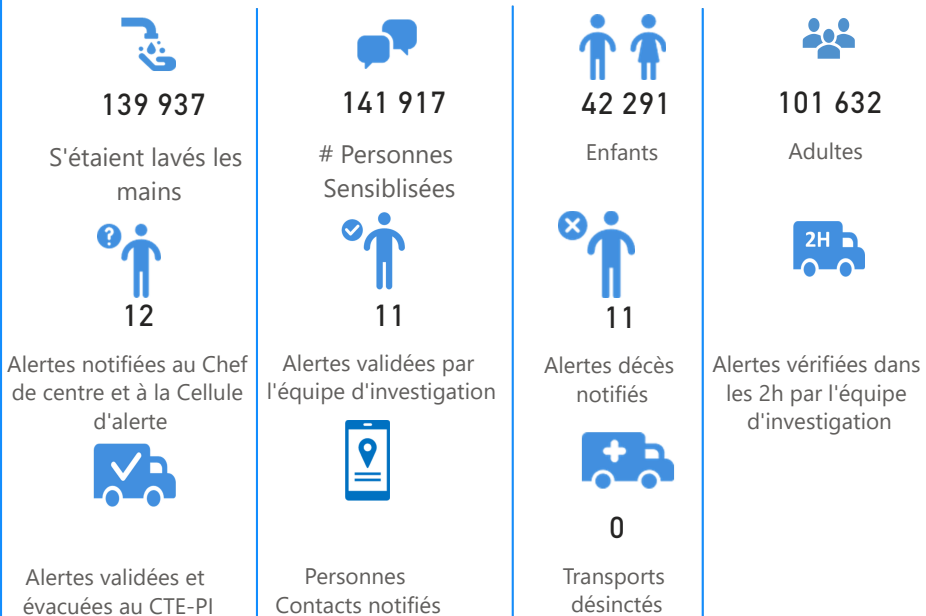 139 937
S'étaient lavés les
mains
141 917
# Personnes
Sensiblisées
42 291
Enfants
101 632
Adultes
?
12
Alertes notifiées au Chef
de centre et à la Cellule
d'alerte
11
Alertes validées par
l'équipe d'investigation
11
Alertes décès
notifiés
2H
Alertes vérifiées dans
les 2h par l'équipe
d'investigation
Alertes validées et
évacuées au CTE-PI
Personnes
Contacts notifiés
0
Transports
désinctés